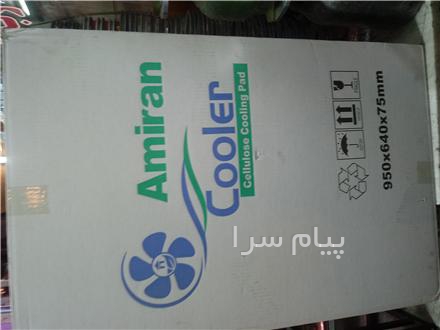 Amiran
Cooler
Cellulose Cooling Pad
950x640x75mm
پیام سرا